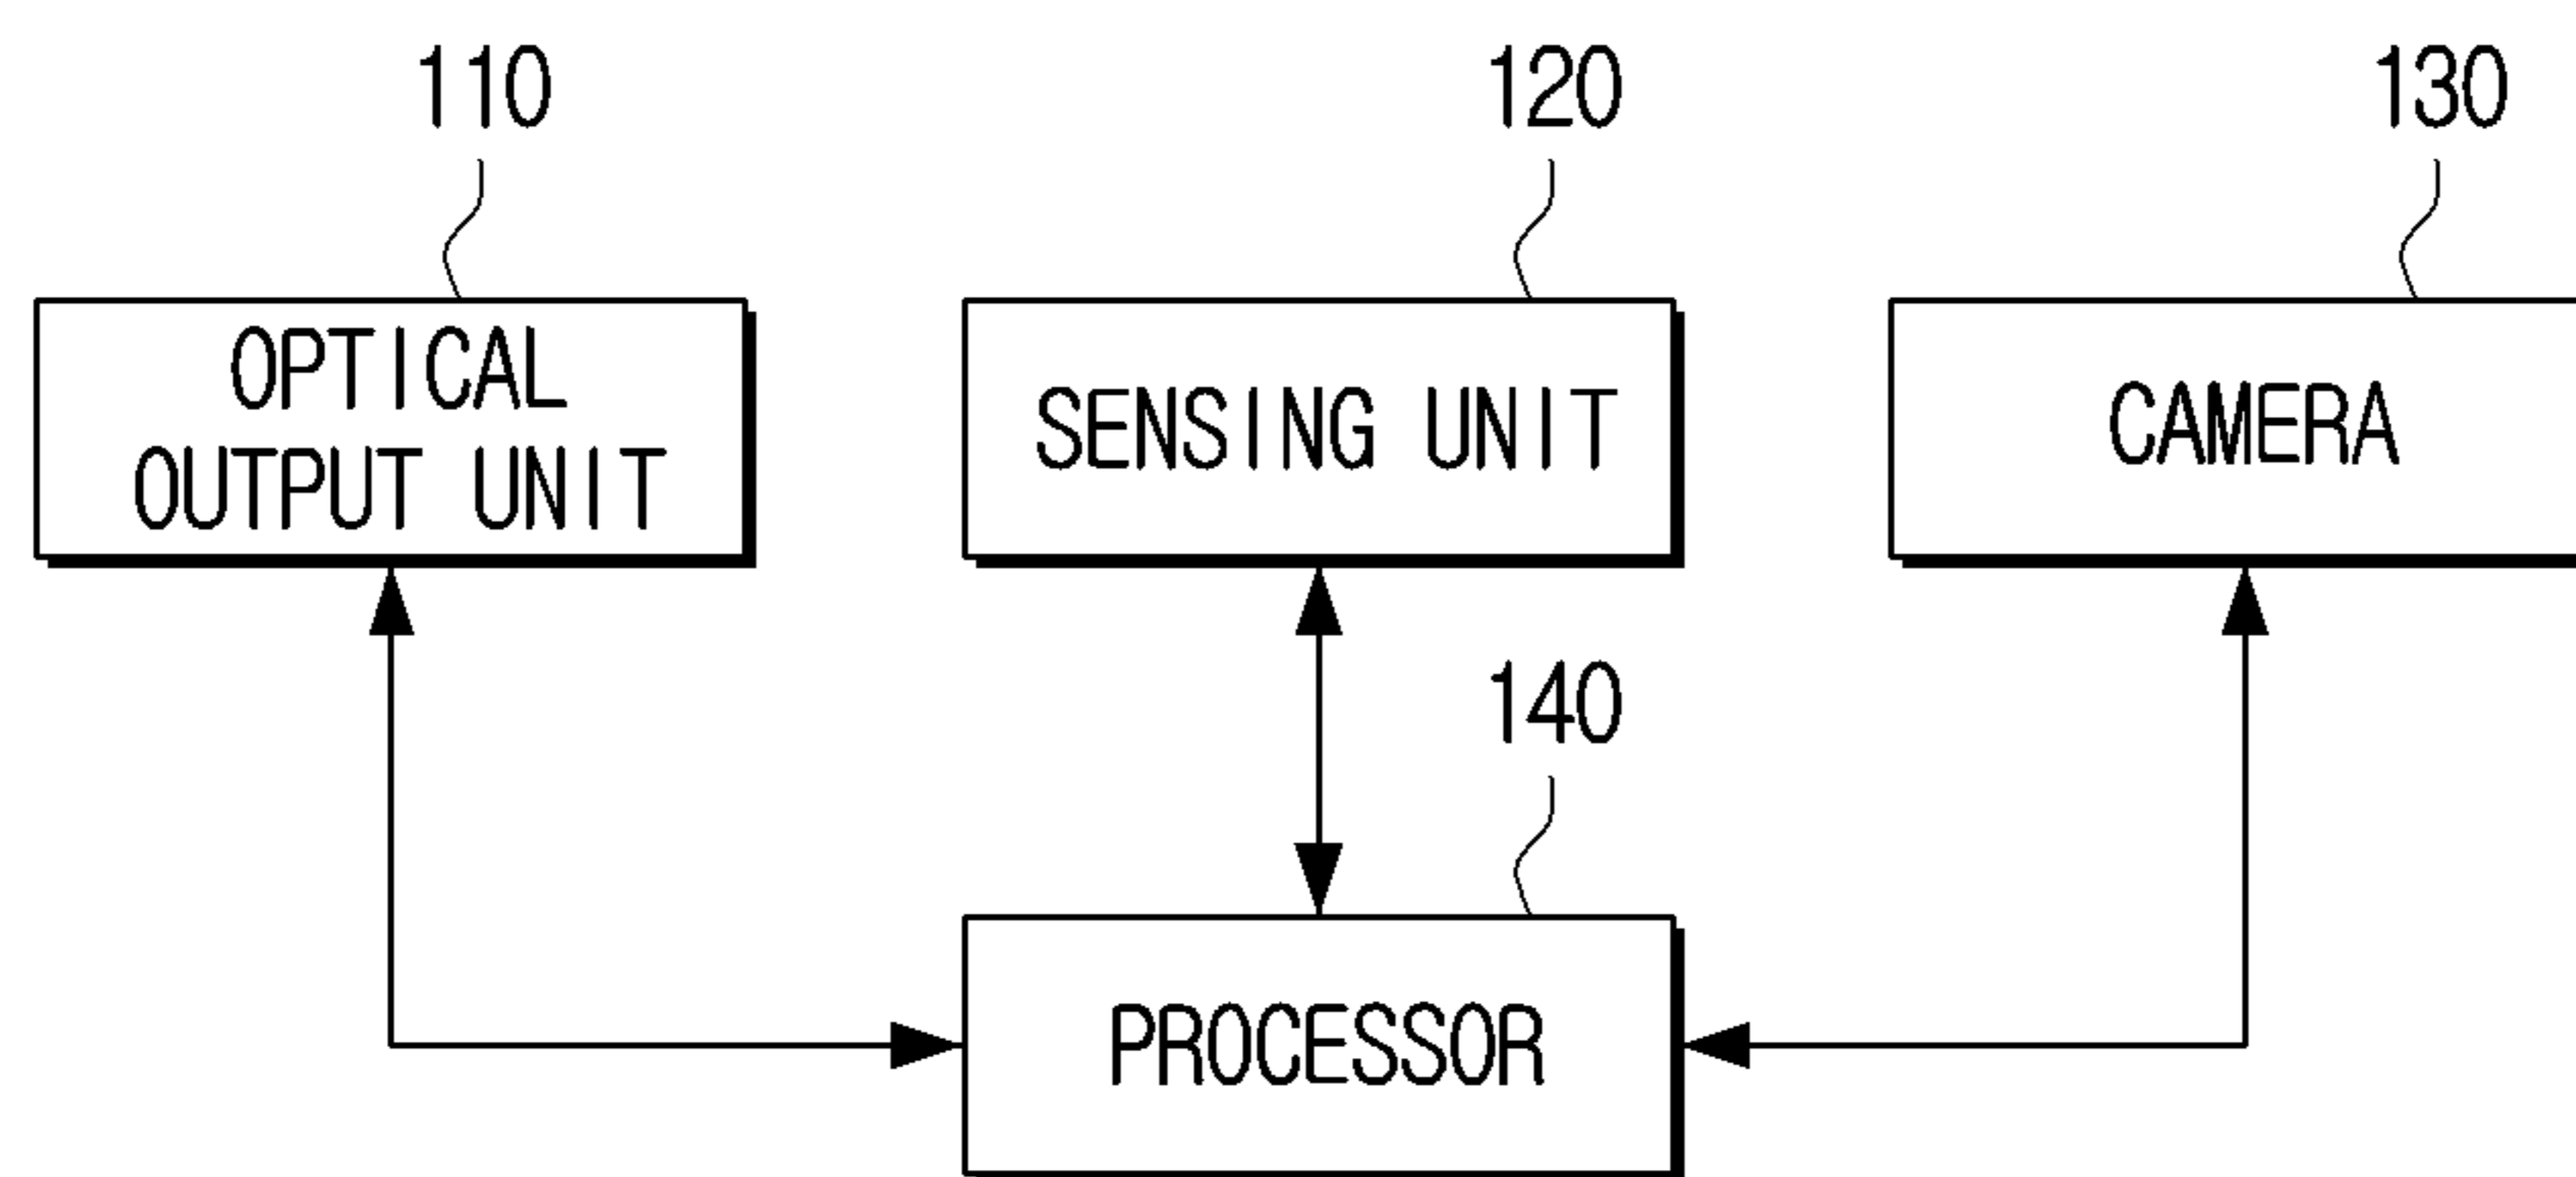 110
120
130
OPTICAL
OUTPUT UNIT
SENSING UNIT
CAMERA
140
PROCESSOR